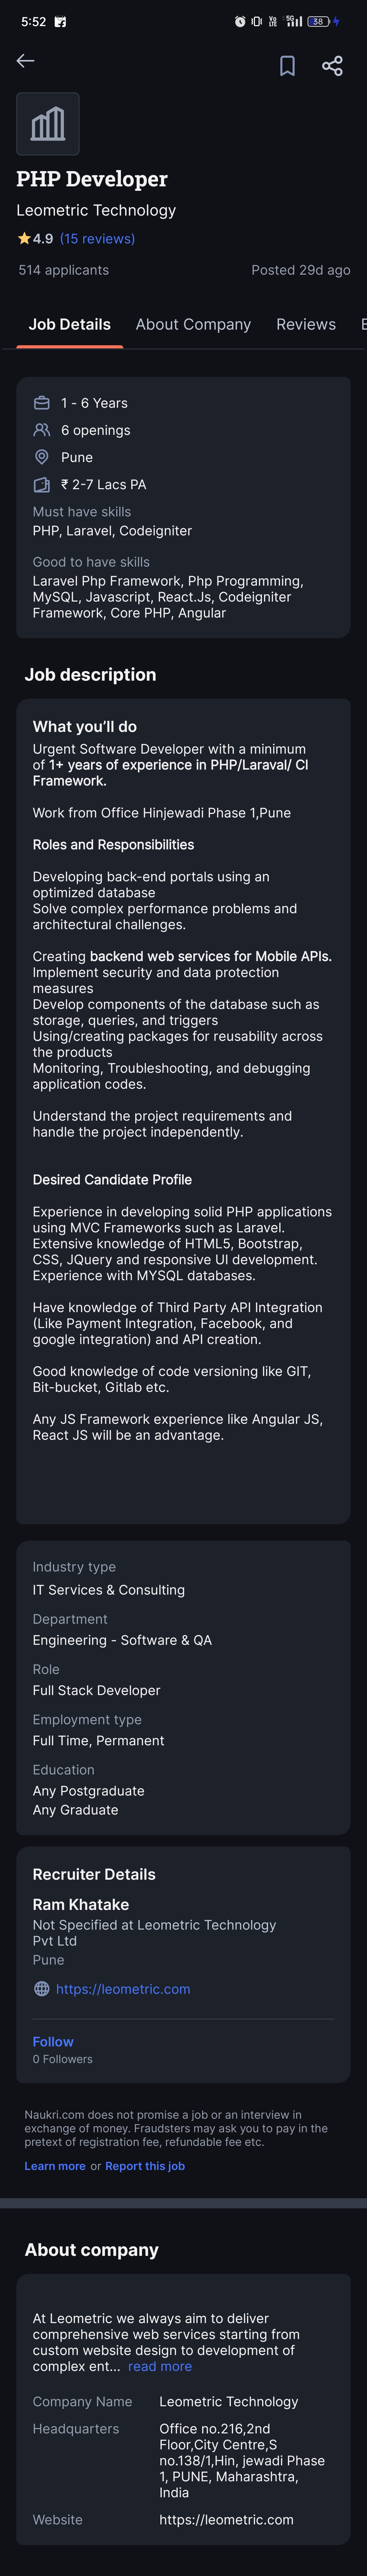 5:52
5G
38
PHP Developer
Leometric Technology
4.9 (15 reviews)
514 applicants Posted 29d ago
Job Details About Company Reviews
1 - 6 Years
6 openings
Pune
₹ 2-7 Lacs PA
Must have skills
PHP, Laravel, Codeigniter
Good to have skills
Laravel Php Framework, Php Programming,
MySQL, Javascript, React.Js, Codeigniter
Framework, Core PHP, Angular
Job description
What you'll do
Urgent Software Developer with a minimum
of 1+ years of experience in PHP/Laraval/ CI
Framework.
Work from Office Hinjewadi Phase 1,Pune
Roles and Responsibilities
Developing back-end portals using an
optimized database
Solve complex performance problems and
architectural challenges.
Creating backend web services for Mobile APIs.
Implement security and data protection
measures
Develop components of the database such as
storage, queries, and triggers
Using/creating packages for reusability across
the products
Monitoring, Troubleshooting, and debugging
application codes.
Understand the project requirements and
handle the project independently.
Desired Candidate Profile
Experience in developing solid PHP applications
using MVC Frameworks such as Laravel.
Extensive knowledge of HTML5, Bootstrap,
CSS, JQuery and responsive UI development.
Experience with MYSQL databases.
Have knowledge of Third Party API Integration
(Like Payment Integration, Facebook, and
google integration) and API creation.
Good knowledge of code versioning like GIT,
Bit-bucket, Gitlab etc.
Any JS Framework experience like Angular JS,
React JS will be an advantage.
Industry type
IT Services & Consulting
Department
Engineering - Software & QA
Role
Full Stack Developer
Employment type
Full Time, Permanent
Education
Any Postgraduate
Any Graduate
Recruiter Details
Ram Khatake
Not Specified at Leometric Technology
Pvt Ltd
Pune
https://leometric.com
Follow
0 Followers
Naukri.com does not promise a job or an interview in
exchange of money. Fraudsters may ask you to pay in the
pretext of registration fee, refundable fee etc.
Learn more or Report this job
About company
At Leometric we always aim to deliver
comprehensive web services starting from
custom website design to development of
complex ent... read more
Company Name Leometric Technology
Headquarters Office no.216,2nd
Floor,City Centre,S
no.138/1,Hin, jewadi Phase
1, PUNE, Maharashtra,
India
Website https://leometric.com